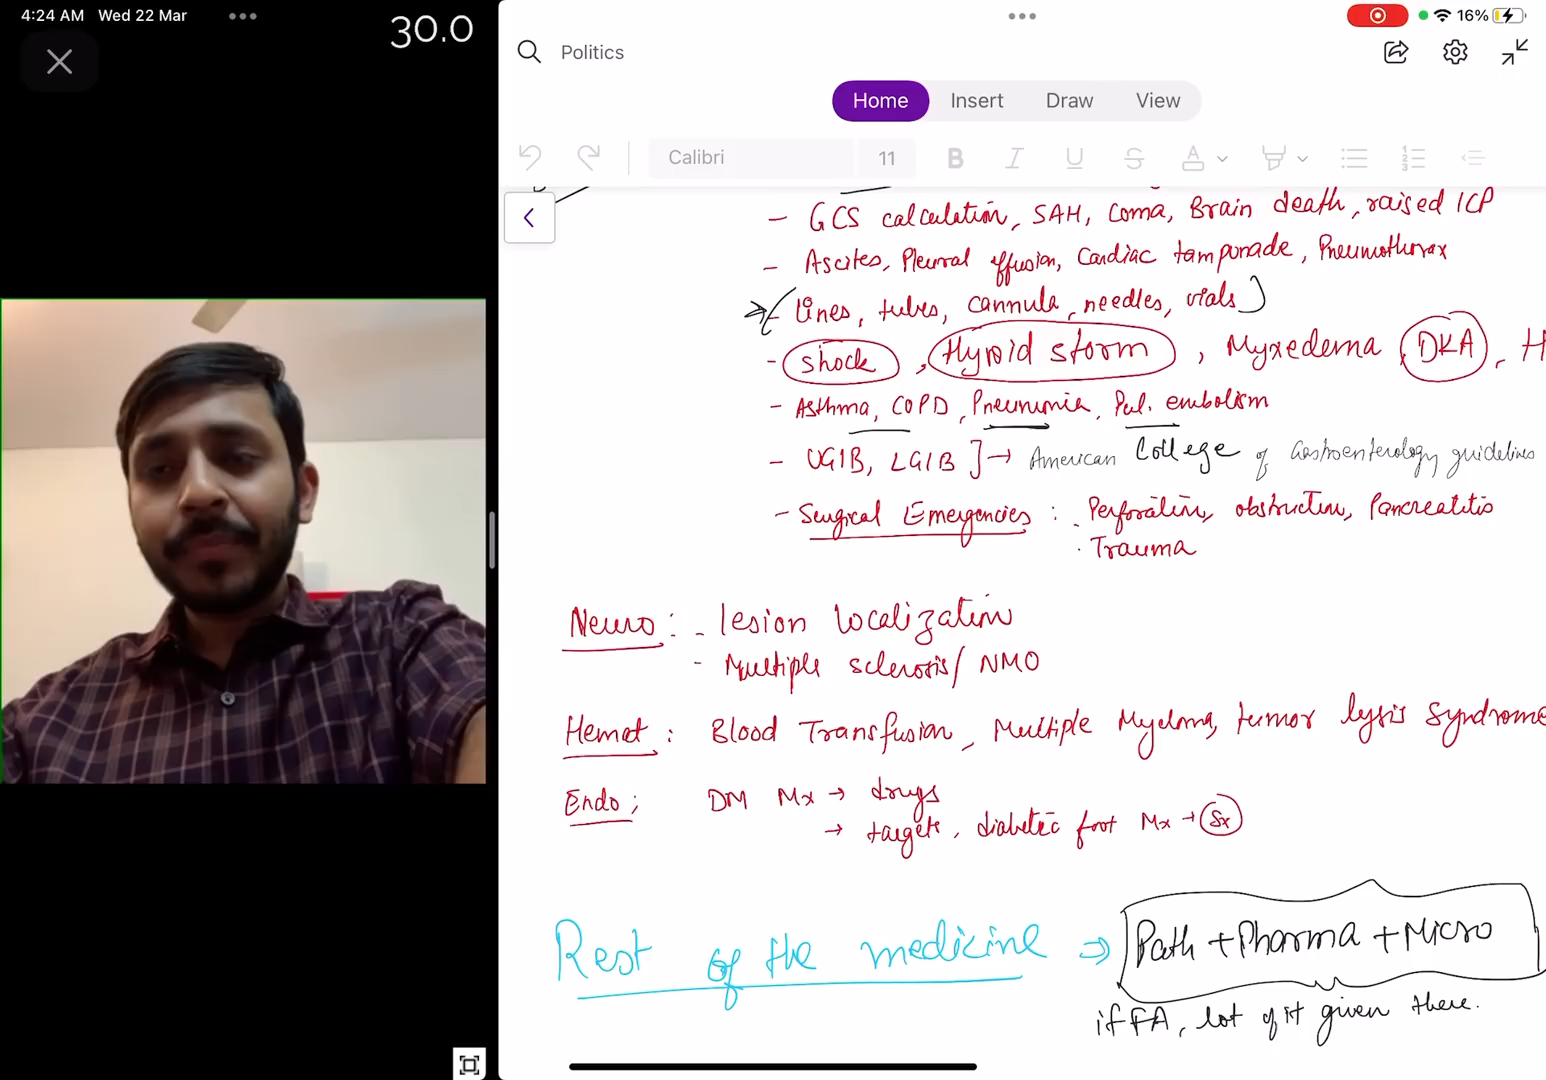 4:24 AM Wed 22 Mar
30.0
16%
Politics
Home Insert Draw View
Calibri 11 B I U S A
- GCS calculation, SAH, Coma, Brain death, raised ICP
- Ascites, Pleural effusion, Cardiac tamponade, Pneumothorax
- (lines, tubes, cannula, needles, vials)
- Shock, Hyroid storm, Myxedema, DKA, H
- Asthma, COPD, Pneumonia, Pul. embolism
- UGIB, LGIB ] → American College of Gastroenterology guidelines
- Surgical Emergencies : . Perforation, obstruction, Pancreatitis
. Trauma
Neuro : - lesion localization
- Multiple sclerosis/ NMO
Hemat : Blood Transfusion, Multiple Myeloma, tumor lysis Syndrome
Endo : DM Mx → drugs
→ targets, diabetic foot Mx → Sx
Rest of the medicine ⇒ Path + Pharma + Micro
if FA, lot of it given there.